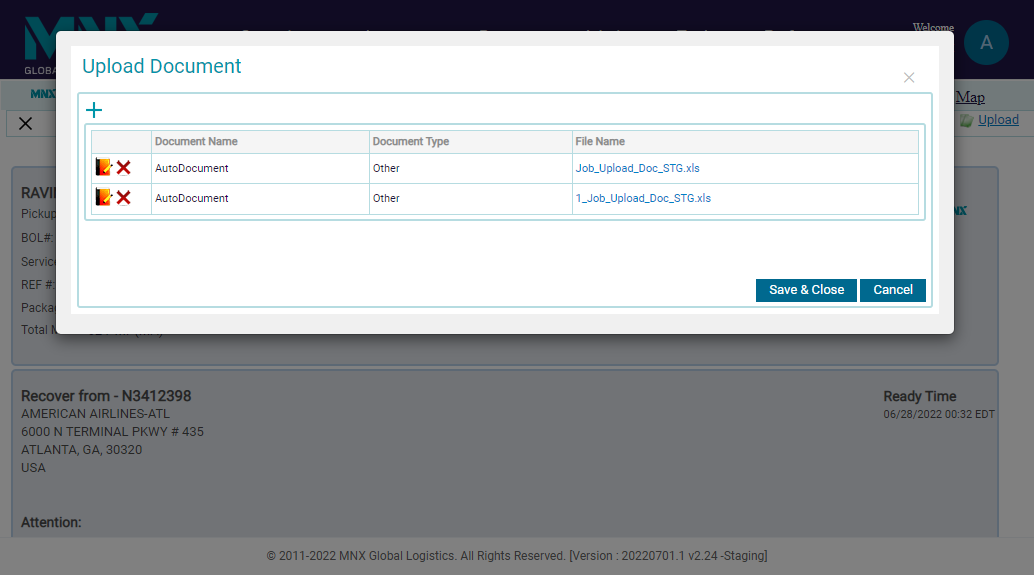 MNX
GLOBA
Welcome
A
MNX
Map
Upload
Upload Document
Document Name Document Type File Name
AutoDocument Other Job_Upload_Doc_STG.xls
AutoDocument Other 1_Job_Upload_Doc_STG.xls
Save & Close Cancel
RAVI
Pickup
BOL#:
Servic
REF #:
Packa
Total
Recover from - N3412398
Ready Time
AMERICAN AIRLINES-ATL
06/28/2022 00:32 EDT
6000 N TERMINAL PKWY # 435
ATLANTA, GA, 30320
USA
Attention:
© 2011-2022 MNX Global Logistics. All Rights Reserved. [Version : 20220701.1 v2.24 -Staging]